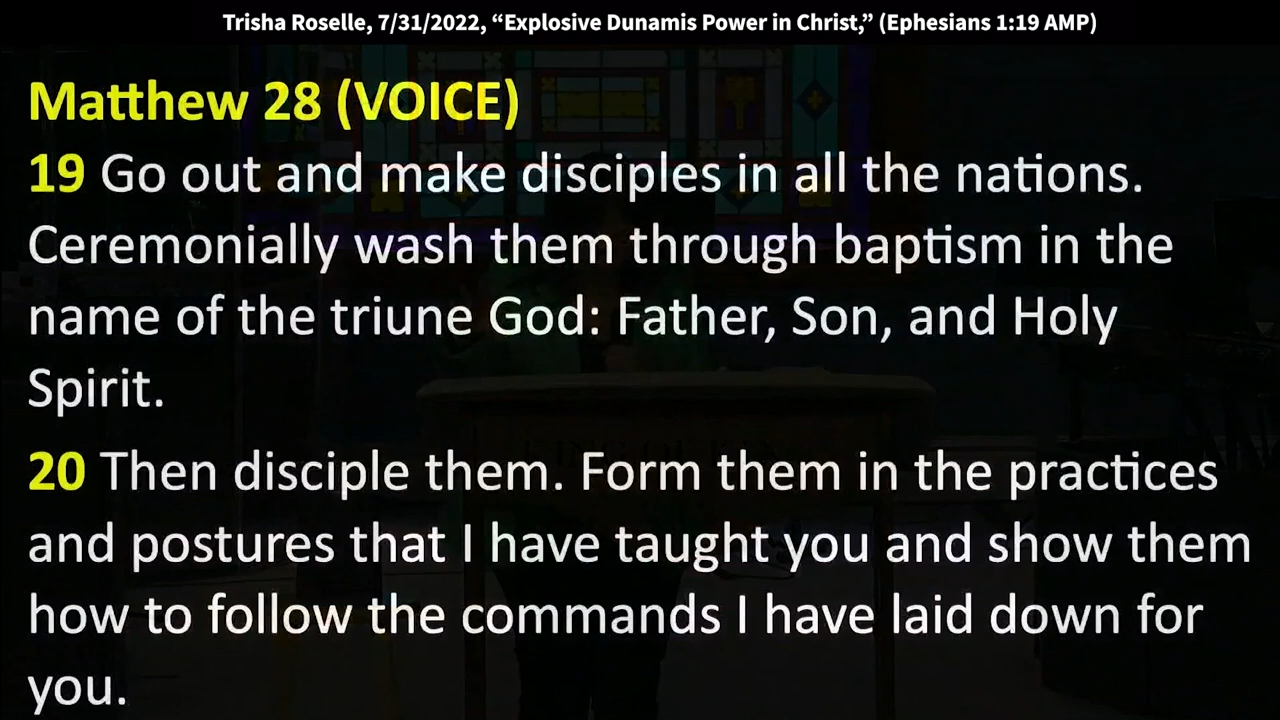 Trisha Roselle, 7/31/2022, “Explosive Dunamis Power in Christ,” (Ephesians 1:19 AMP)
Matthew 28 (VOICE)
19 Go out and make disciples in all the nations.
Ceremonially wash them through baptism in the
name of the triune God: Father, Son, and Holy
Spirit.
20 Then disciple them. Form them in the practices
and postures that I have taught you and show them
how to follow the commands I have laid down for
you.